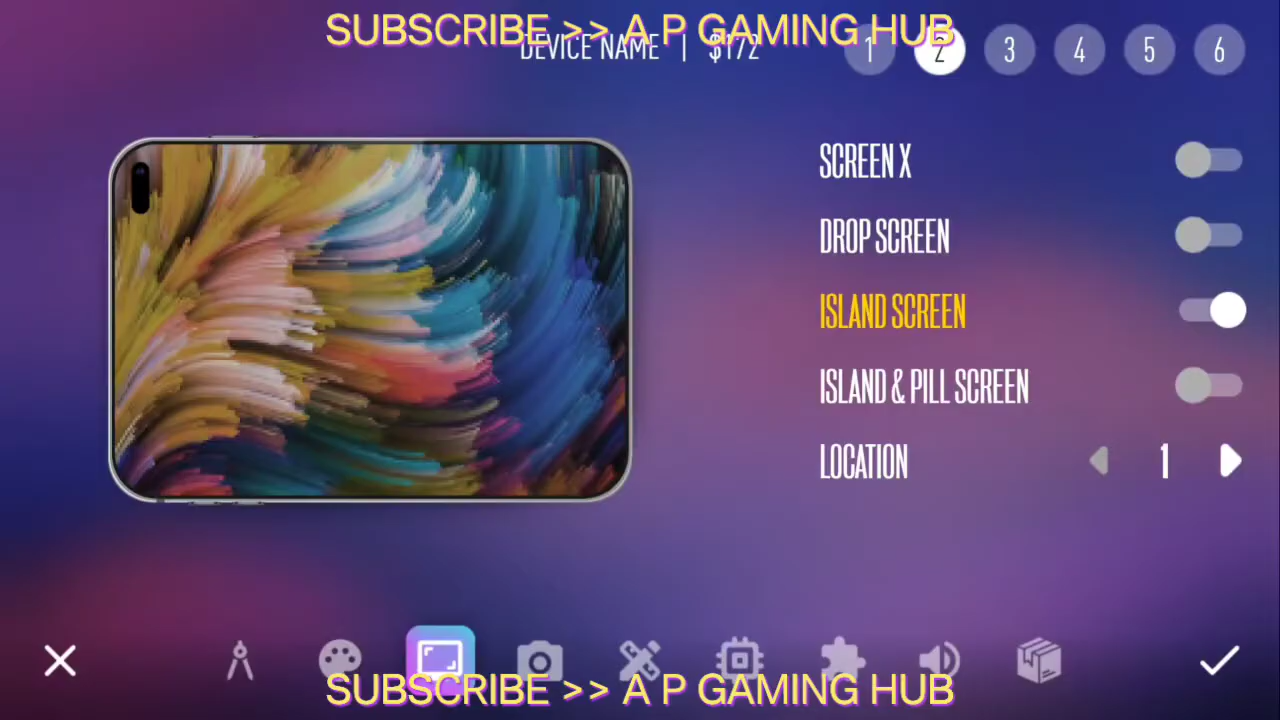 SUBSCRIBE >> A P GAMING HUB
DEVICE NAME | $172
1 2 3 4 5 6
SCREEN X
DROP SCREEN
ISLAND SCREEN
ISLAND & PILL SCREEN
LOCATION 1
SUBSCRIBE >> A P GAMING HUB